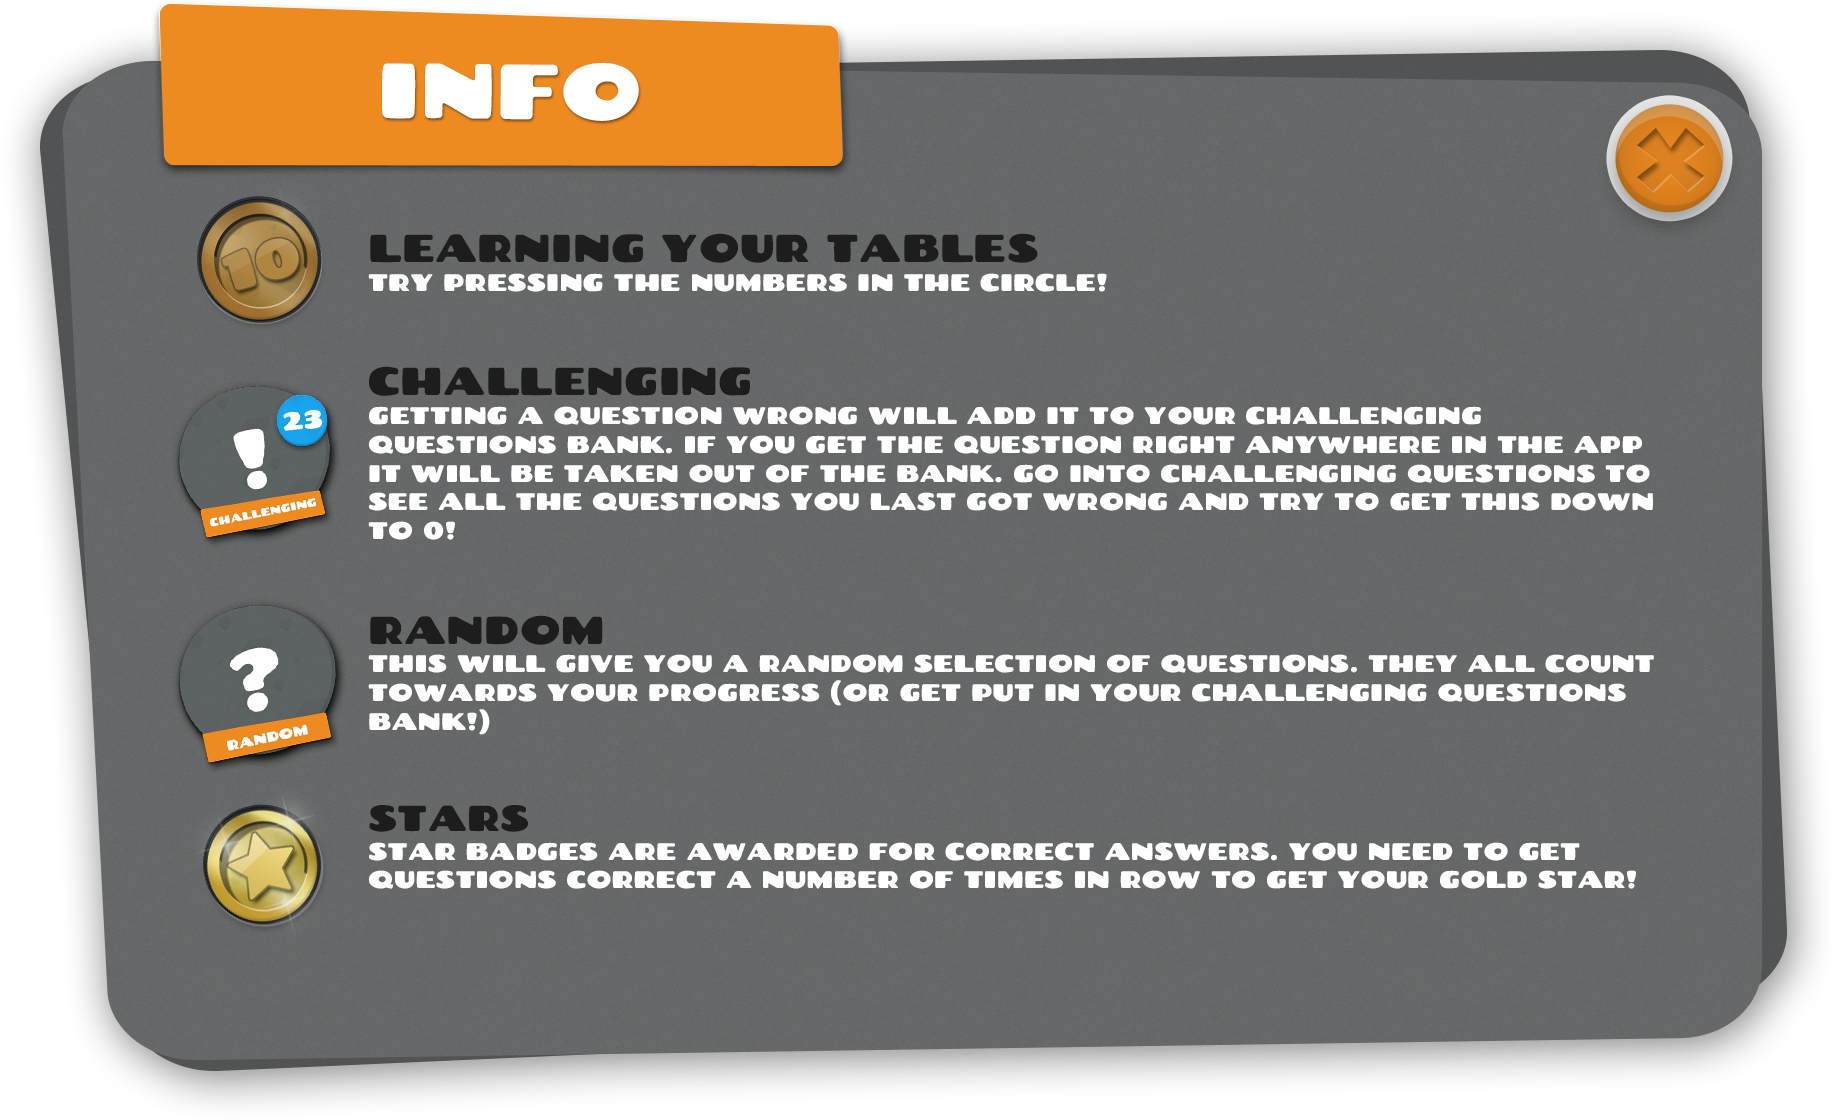 INFO
10
LEARNING YOUR TABLES
TRY PRESSING THE NUMBERS IN THE CIRCLE!
CHALLENGING
GETTING A QUESTION WRONG WILL ADD IT TO YOUR CHALLENGING
QUESTIONS BANK. IF YOU GET THE QUESTION RIGHT ANYWHERE IN THE APP
IT WILL BE TAKEN OUT OF THE BANK. GO INTO CHALLENGING QUESTIONS TO
SEE ALL THE QUESTIONS YOU LAST GOT WRONG AND TRY TO GET THIS DOWN
TO 0!
23
!
CHALLENGING
RANDOM
THIS WILL GIVE YOU A RANDOM SELECTION OF QUESTIONS. THEY ALL COUNT
TOWARDS YOUR PROGRESS (OR GET PUT IN YOUR CHALLENGING QUESTIONS
BANK!)
?
RANDOM
STARS
STAR BADGES ARE AWARDED FOR CORRECT ANSWERS. YOU NEED TO GET
QUESTIONS CORRECT A NUMBER OF TIMES IN ROW TO GET YOUR GOLD STAR!